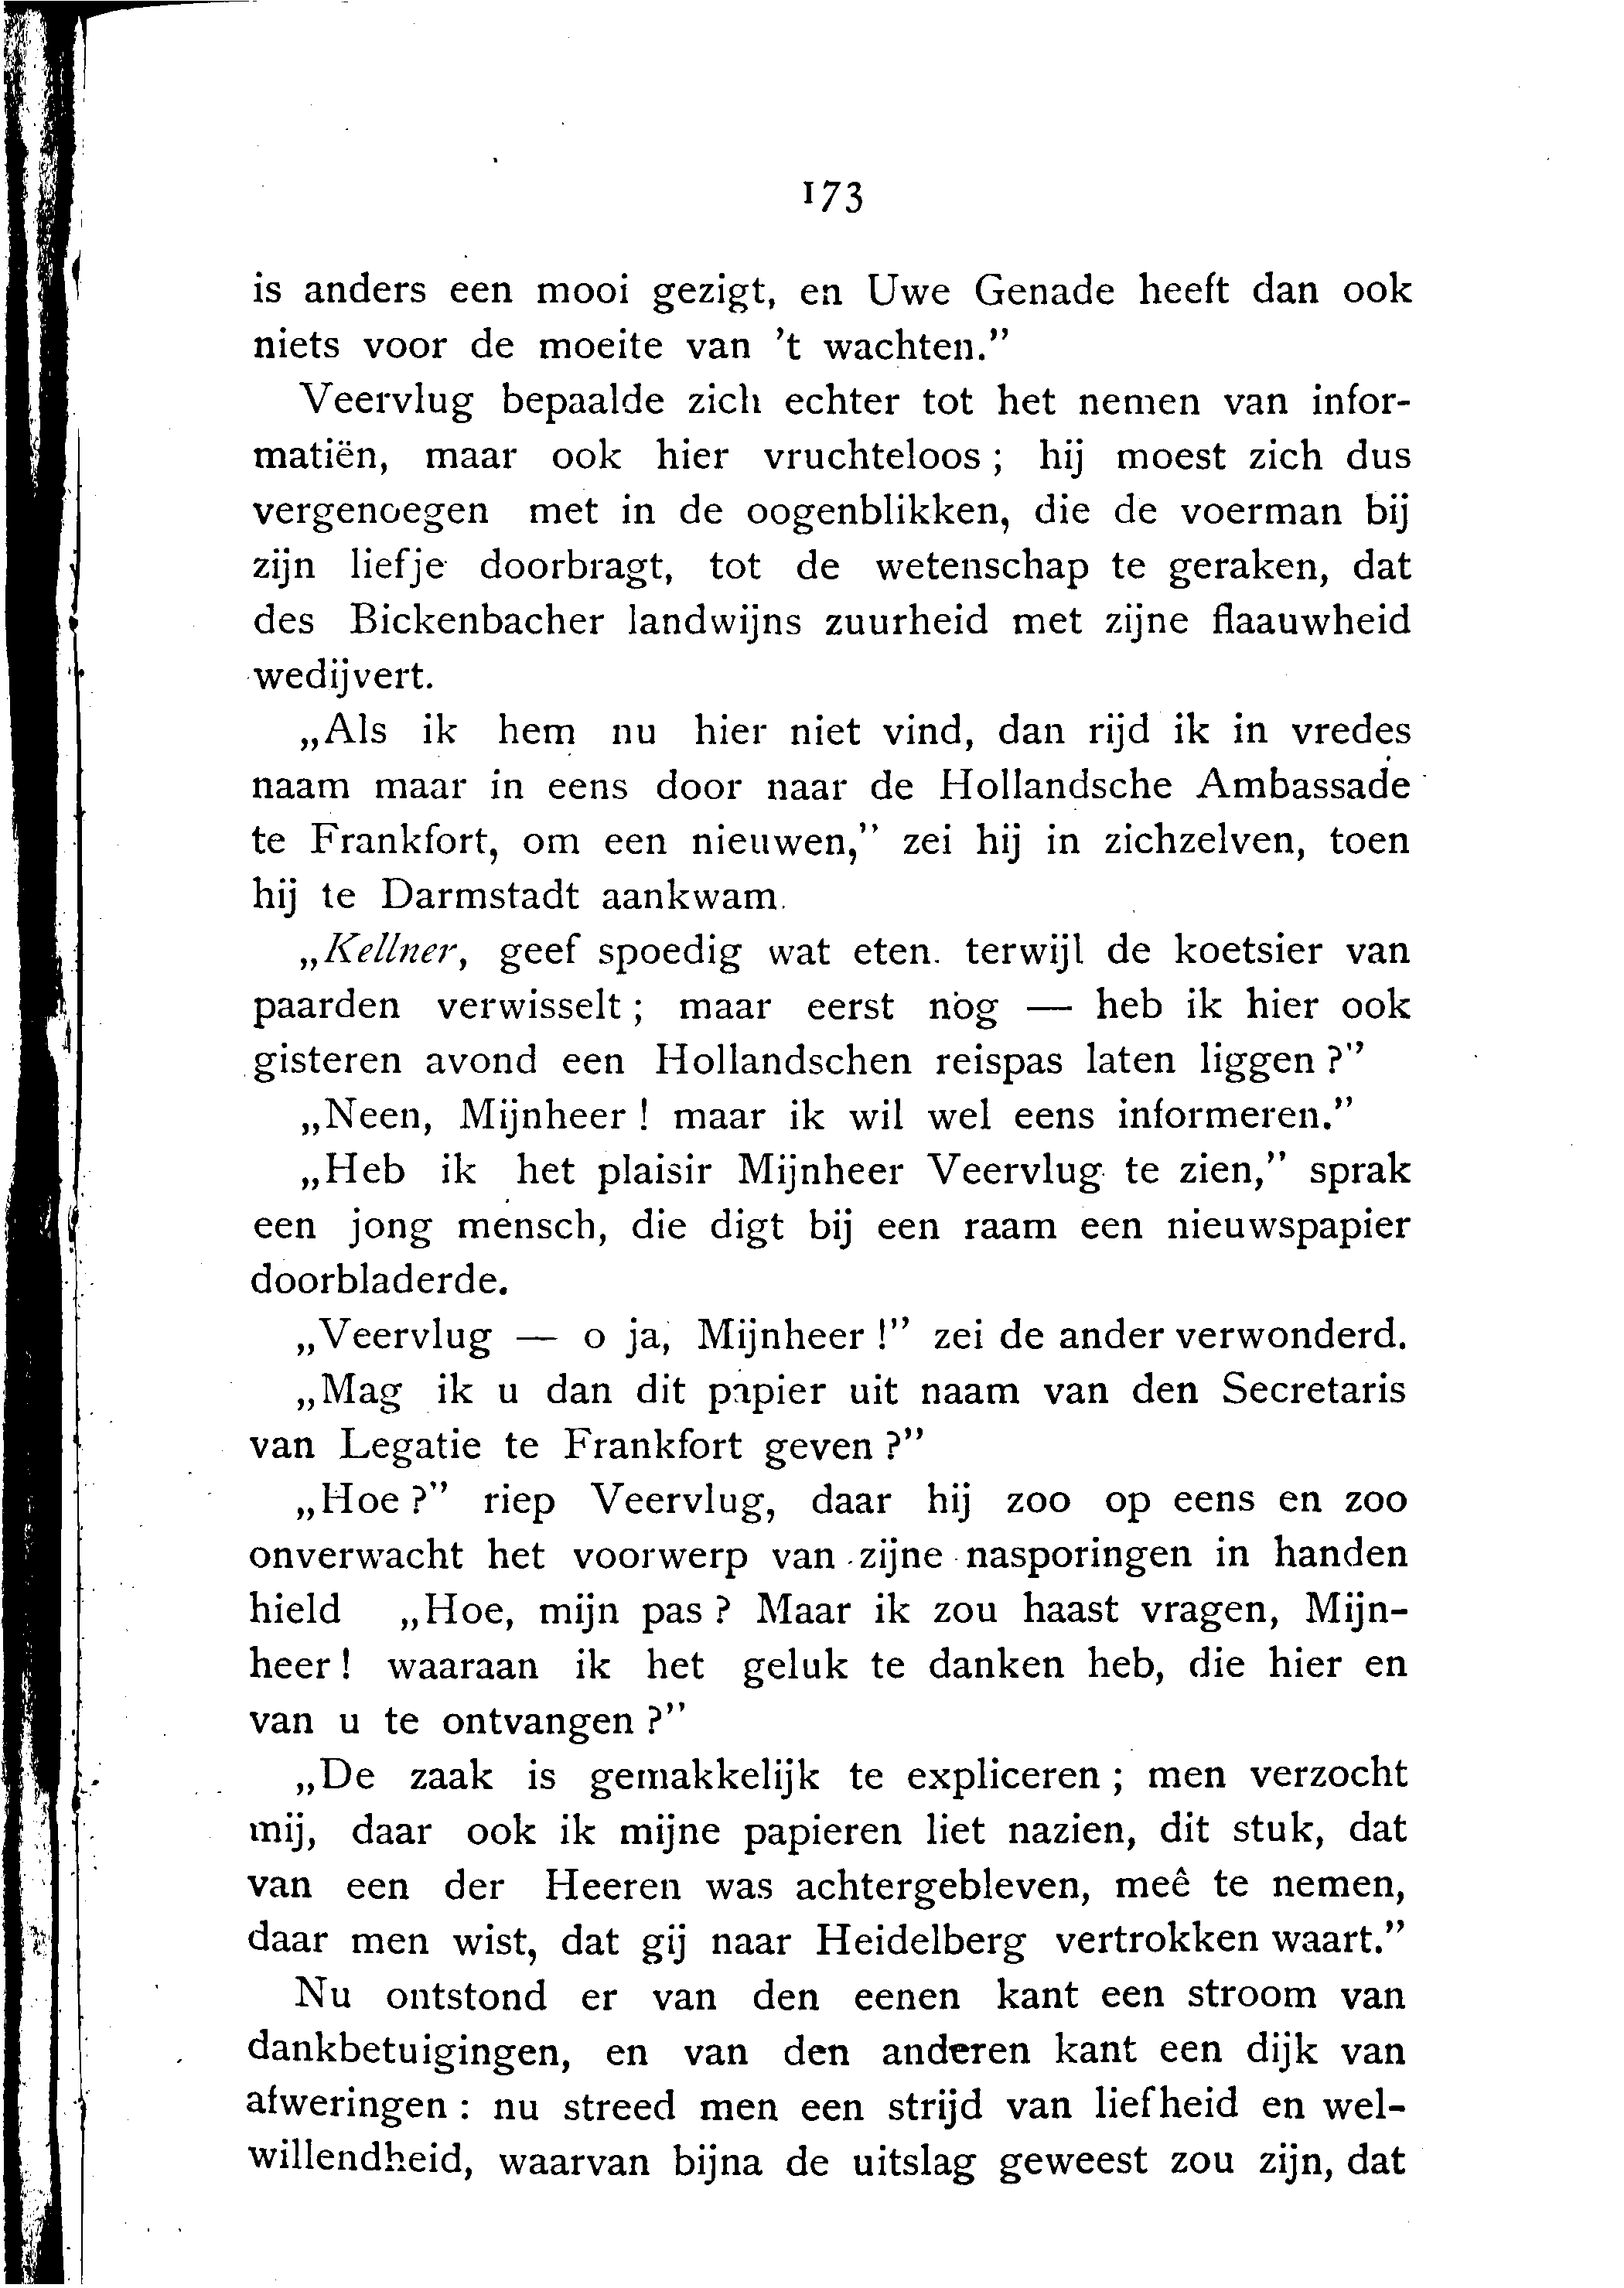 173
is anders een mooi gezigt, en Uwe Genade heeft dan ook
niets voor de moeite van 't wachten.”
Veervlug bepaalde zich echter tot het nemen van infor-
matiën, maar ook hier vruchteloos; hij moest zich dus
vergenoegen met in de oogenblikken, die de voerman bij
zijn liefje doorbragt, tot de wetenschap te geraken, dat
des Bickenbacher landwijns zuurheid met zijne flaauwheid
wedijvert.
„Als ik hem nu hier niet vind, dan rijd ik in vredes
naam maar in eens door naar de Hollandsche Ambassade
te Frankfort, om een nieuwen,” zei hij in zichzelven, toen
hij te Darmstadt aankwam.
„Kellner, geef spoedig wat eten. terwijl de koetsier van
paarden verwisselt; maar eerst nog — heb ik hier ook
gisteren avond een Hollandschen reispas laten liggen?”
„Neen, Mijnheer! maar ik wil wel eens informeren.”
„Heb ik het plaisir Mijnheer Veervlug te zien,” sprak
een jong mensch, die digt bij een raam een nieuwspapier
doorbladerde.
„Veervlug — o ja, Mijnheer!” zei de ander verwonderd.
„Mag ik u dan dit papier uit naam van den Secretaris
van Legatie te Frankfort geven?”
„Hoe?” riep Veervlug, daar hij zoo op eens en zoo
onverwacht het voorwerp van zijne nasporingen in handen
hield „Hoe, mijn pas? Maar ik zou haast vragen, Mijn-
heer! waaraan ik het geluk te danken heb, die hier en
van u te ontvangen?”
„De zaak is gemakkelijk te expliceren; men verzocht
mij, daar ook ik mijne papieren liet nazien, dit stuk, dat
van een der Heeren was achtergebleven, meê te nemen,
daar men wist, dat gij naar Heidelberg vertrokken waart.”
Nu ontstond er van den eenen kant een stroom van
dankbetuigingen, en van den anderen kant een dijk van
afweringen: nu streed men een strijd van liefheid en wel-
willendheid, waarvan bijna de uitslag geweest zou zijn, dat